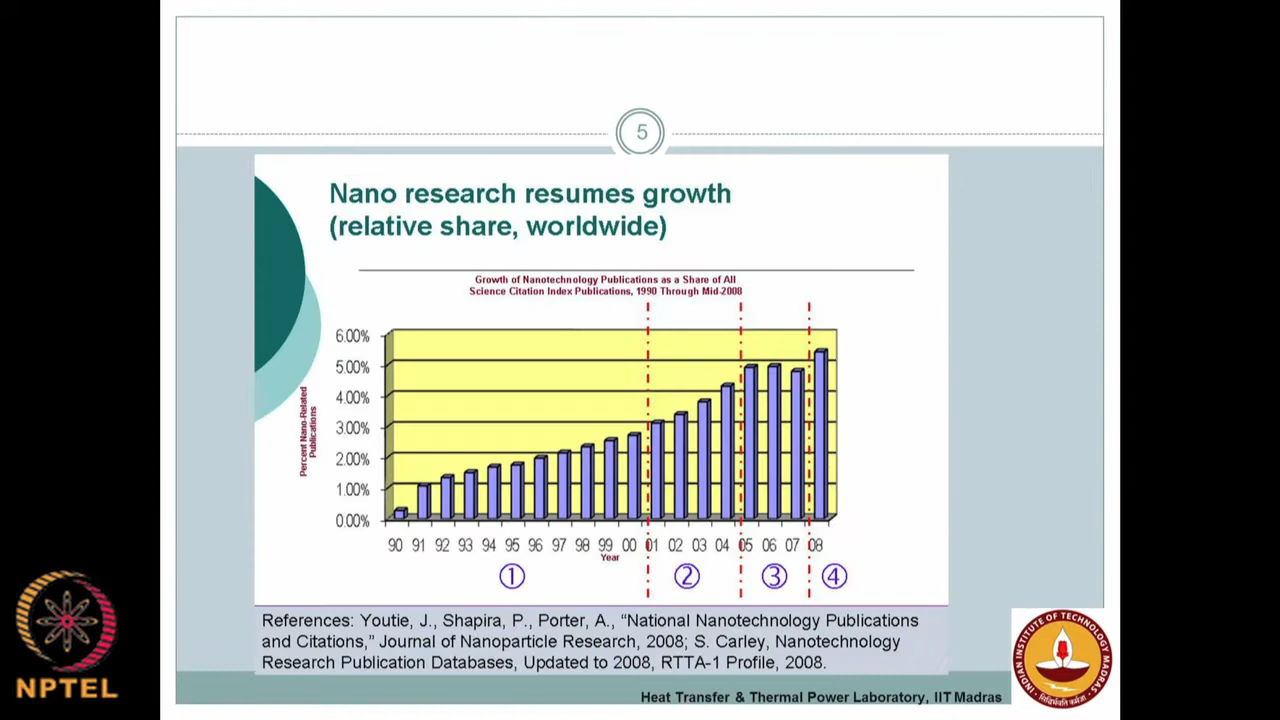 5
Nano research resumes growth
(relative share, worldwide)
Growth of Nanotechnology Publications as a Share of All
Science Citation Index Publications, 1990 Through Mid-2008
Percent Nano-Related
Publications
6.00%
5.00%
4.00%
3.00%
2.00%
1.00%
0.00%
90 91 92 93 94 95 96 97 98 99 00 01 02 03 04 05 06 07 08
Year
① ② ③ ④
References: Youtie, J., Shapira, P., Porter, A., “National Nanotechnology Publications
and Citations,” Journal of Nanoparticle Research, 2008; S. Carley, Nanotechnology
Research Publication Databases, Updated to 2008, RTTA-1 Profile, 2008.
Heat Transfer & Thermal Power Laboratory, IIT Madras
NPTEL
INDIAN INSTITUTE OF TECHNOLOGY MADRAS